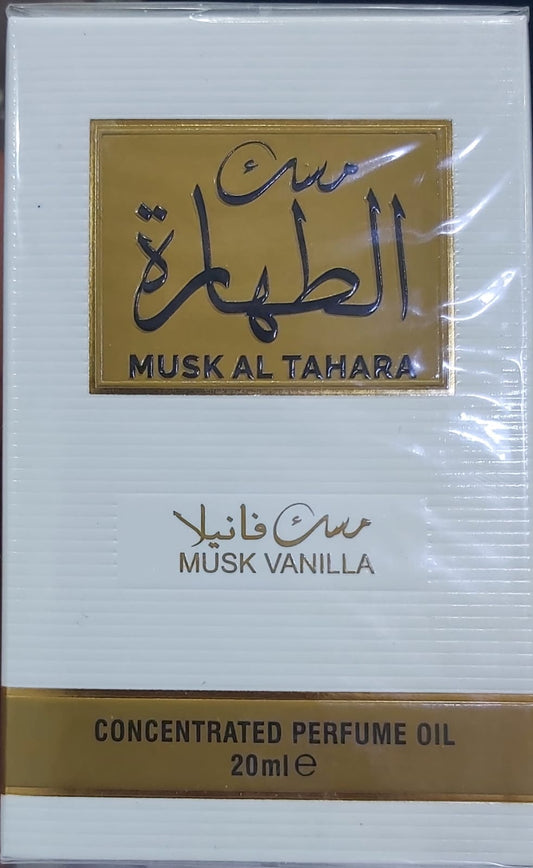 مسك
الطهارة
MUSK AL TAHARA
مسك فانيلا
MUSK VANILLA
CONCENTRATED PERFUME OIL
20ml ℮